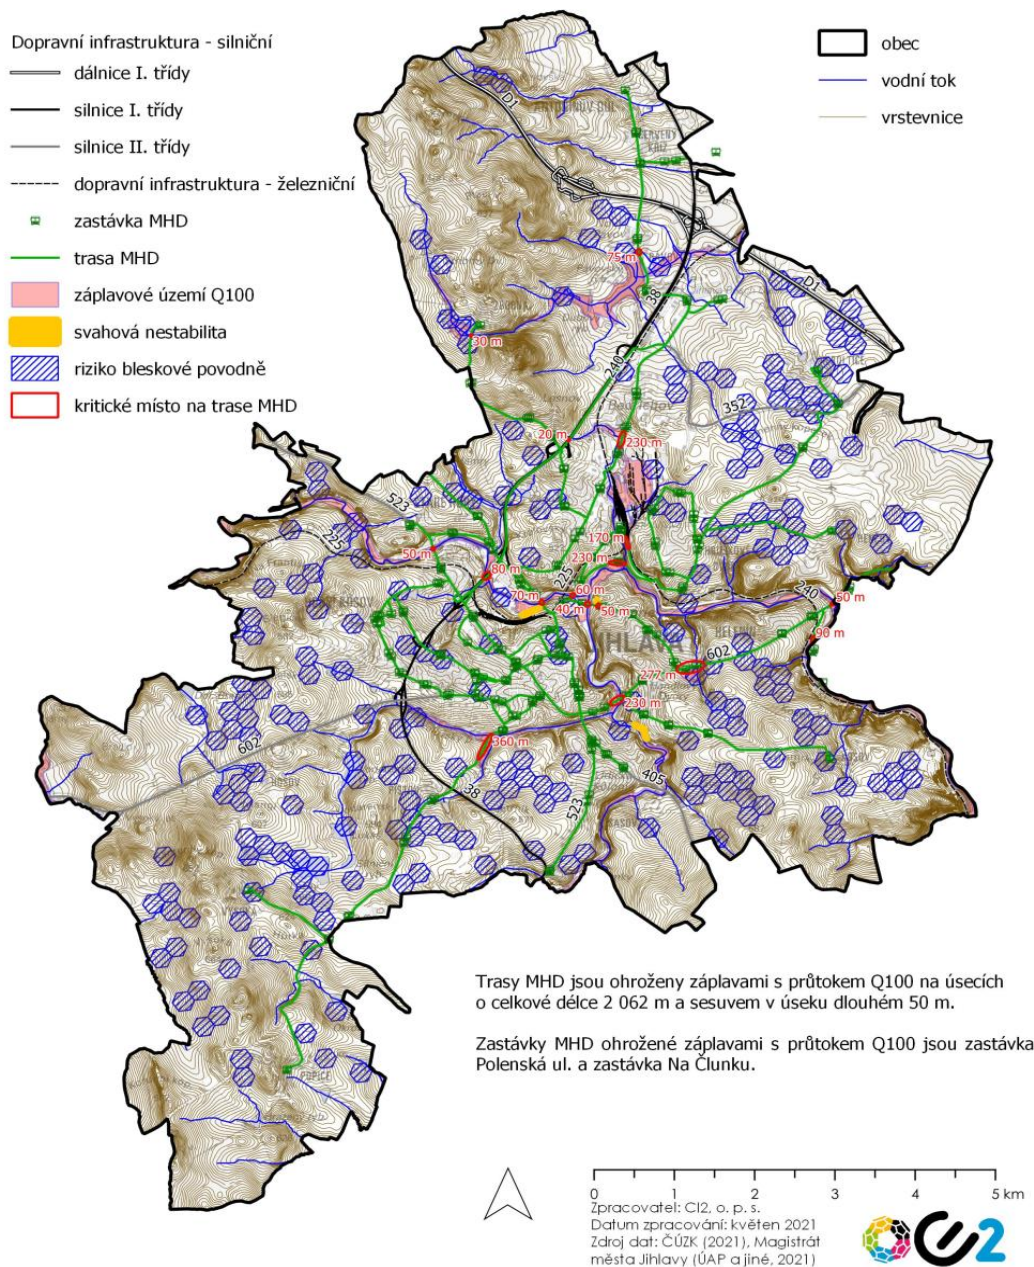 Dopravní infrastruktura - silniční
dálnice I. třídy
silnice I. třídy
silnice II. třídy
dopravní infrastruktura - železniční
zastávka MHD
trasa MHD
záplavové území Q100
svahová nestabilita
riziko bleskové povodně
kritické místo na trase MHD
obec
vodní tok
vrstevnice
D1
75 m
38
D1
30 m
240
352
20 m
230 m
523
225
50 m
170 m
230 m
80 m
225
70 m
60 m
40 m
50 m
240
50 m
JIHLAVA
HELENÍN
602
90 m
277 m
230 m
602
360 m
38
523
405
POPICE
Trasy MHD jsou ohroženy záplavami s průtokem Q100 na úsecích
o celkové délce 2 062 m a sesuvem v úseku dlouhém 50 m.
Zastávky MHD ohrožené záplavami s průtokem Q100 jsou zastávka
Polenská ul. a zastávka Na Člunku.
0 1 2 3 4 5 km
Zpracovatel: CI2, o. p. s.
Datum zpracování: květen 2021
Zdroj dat: ČÚZK (2021), Magistrát
města Jihlavy (ÚAP a jiné, 2021)
CI2